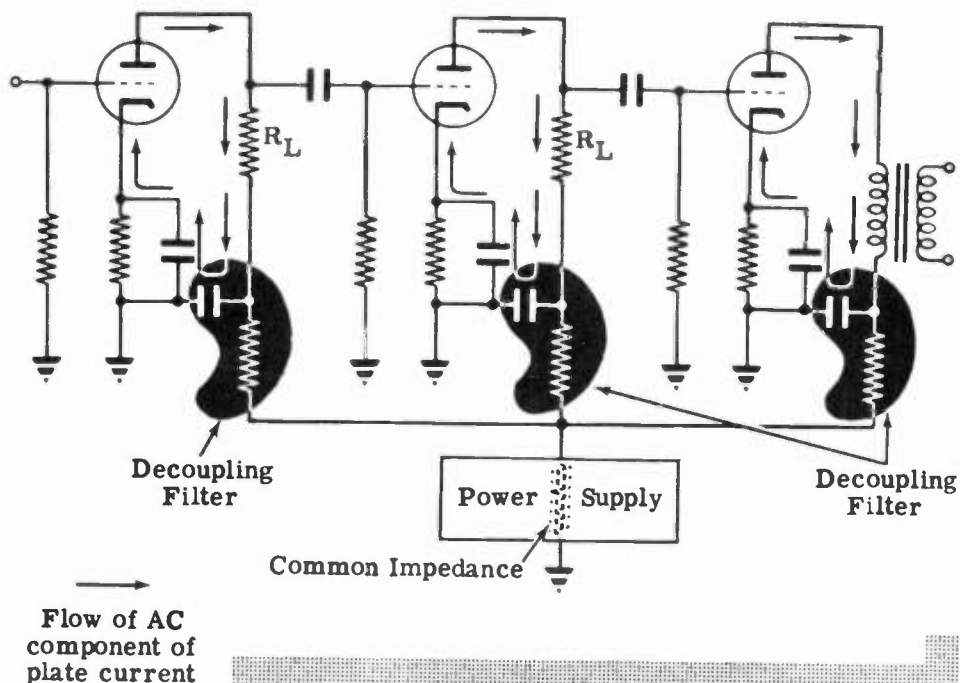 R_L
R_L
Decoupling
Filter
Power Supply
Decoupling
Filter
Common Impedance
Flow of AC
component of
plate current